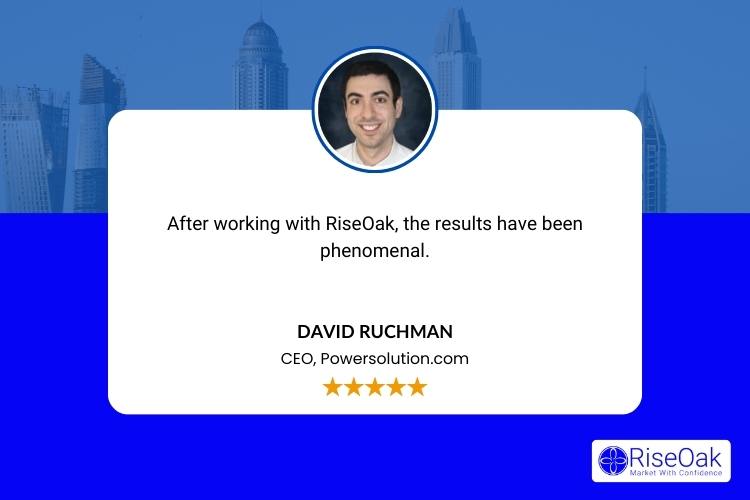 After working with RiseOak, the results have been
phenomenal.
DAVID RUCHMAN
CEO, Powersolution.com
RiseOak
Market With Confidence